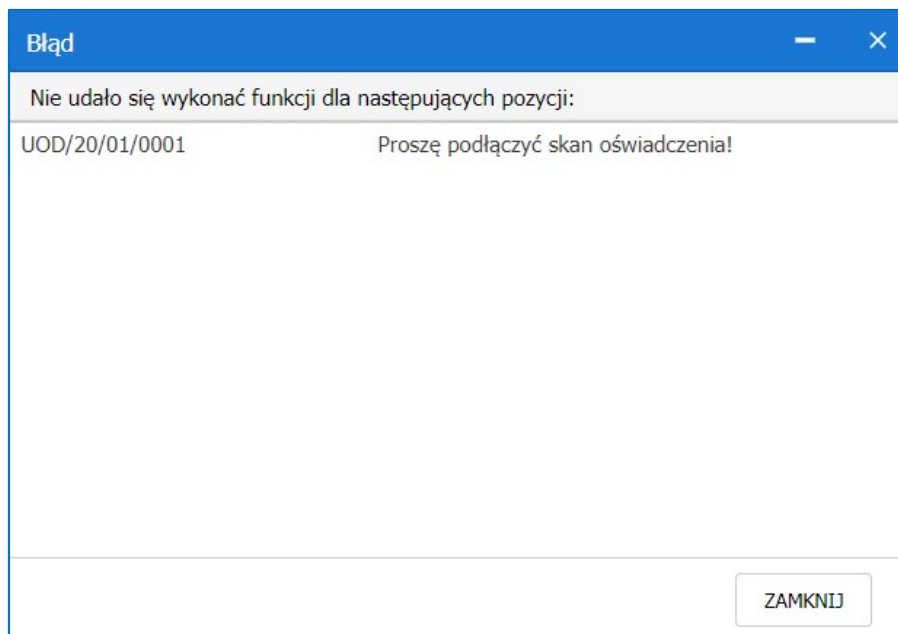 Błąd
Nie udało się wykonać funkcji dla następujących pozycji:
UOD/20/01/0001 Proszę podłączyć skan oświadczenia!
ZAMKNIJ